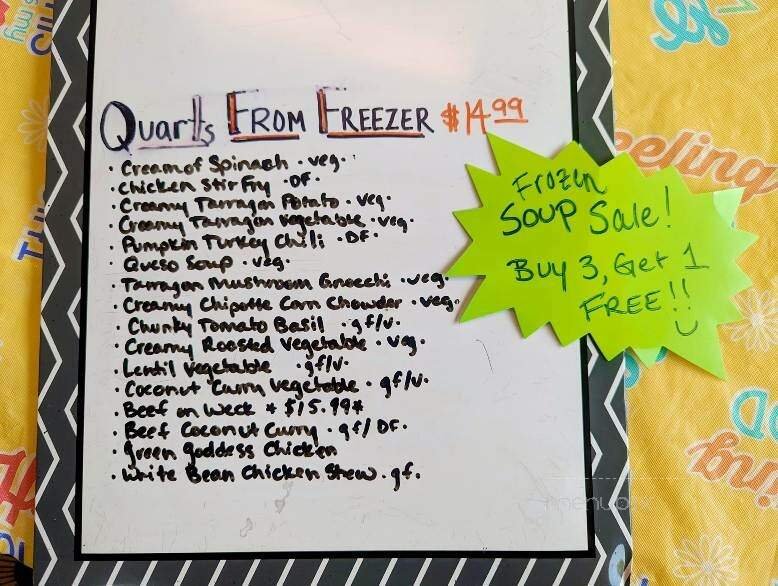 Quarts From Freezer $14.99
· Cream of Spinach · veg.
· Chicken Stir Fry · DF.
· Creamy Tarragon Potato · veg.
· Creamy Tarragon Vegetable · veg.
· Pumpkin Turkey Chili · DF.
· Queso Soup · veg.
· Tarragon Mushroom Gnocchi · veg.
· Creamy Chipotle Corn Chowder · veg.
· Chunky Tomato Basil · gf/v.
· Creamy Roasted Vegetable · veg.
· Lentil Vegetable · gf/v.
· Coconut Curry Vegetable · gf/v.
· Beef on Weck * $15.99*
· Beef Coconut Curry · gf/DF.
· Green Goddess Chicken
· White Bean Chicken Stew · gf.
Frozen
Soup Sale!
Buy 3, Get 1
FREE!!
eeling